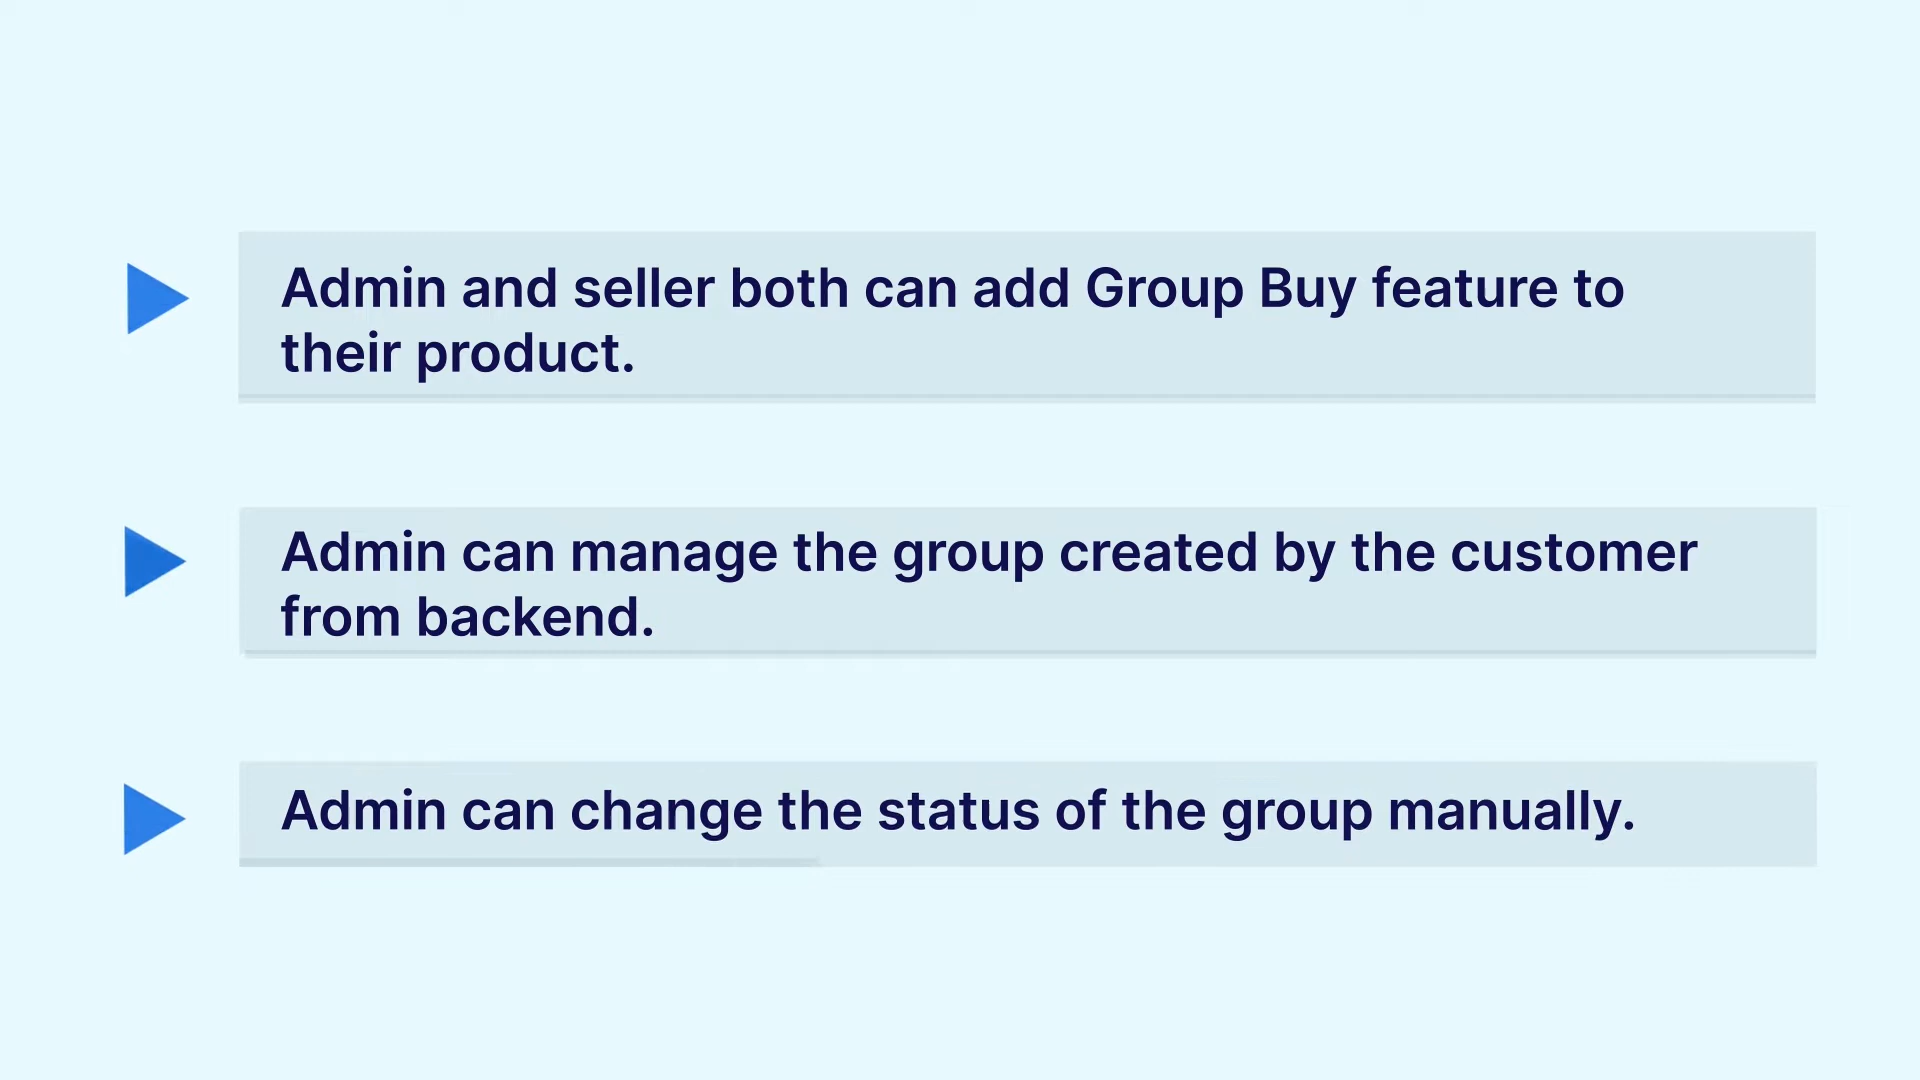 Admin and seller both can add Group Buy feature to
their product.
Admin can manage the group created by the customer
from backend.
Admin can change the status of the group manually.